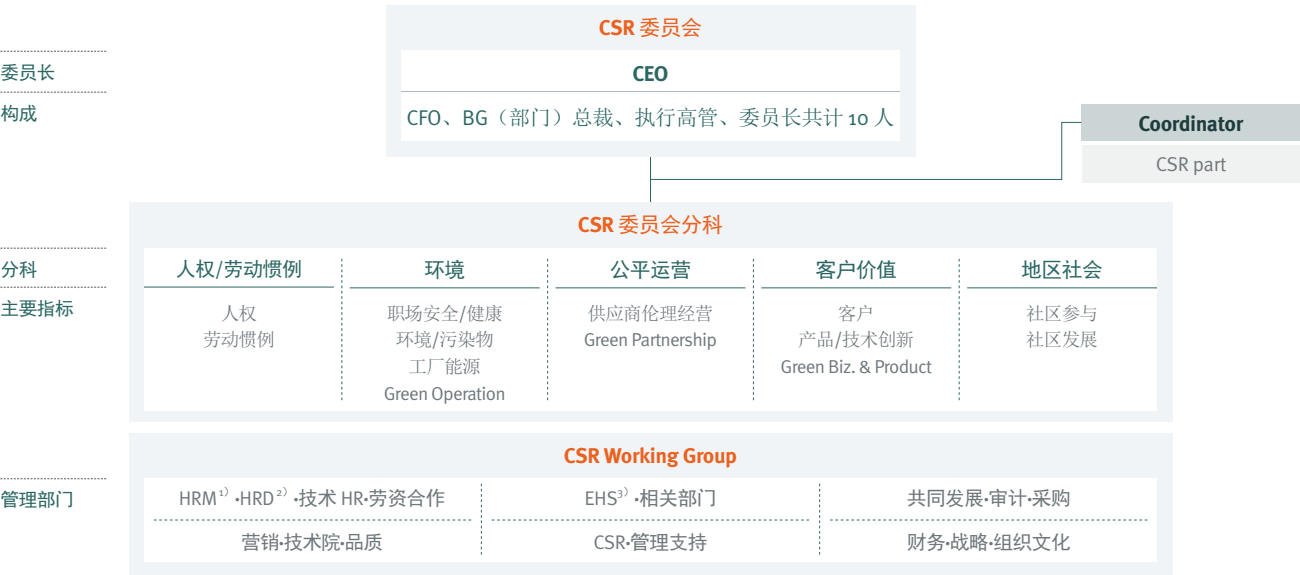 CSR 委员会
委员长
CEO
构成
CFO、BG（部门）总裁、执行高管、委员长共计 10 人
Coordinator
CSR part
CSR 委员会分科
分科
人权/劳动惯例
环境
公平运营
客户价值
地区社会
主要指标
人权
劳动惯例
职场安全/健康
环境/污染物
工厂能源
Green Operation
供应商伦理经营
Green Partnership
客户
产品/技术创新
Green Biz. & Product
社区参与
社区发展
CSR Working Group
管理部门
HRM1）·HRD2）·技术 HR·劳资合作
EHS3）·相关部门
共同发展·审计·采购
营销·技术院·品质
CSR·管理支持
财务·战略·组织文化